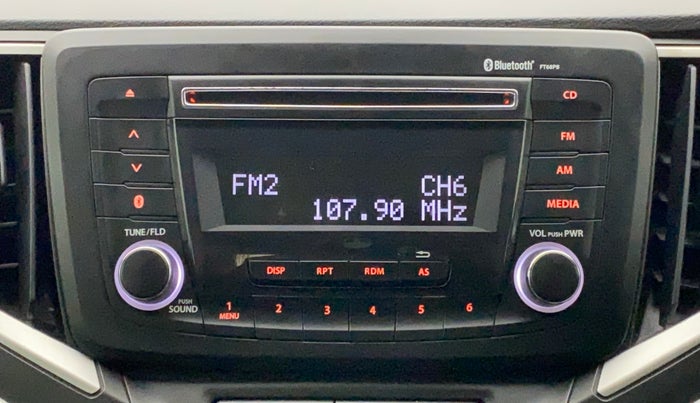 Bluetooth® FT68PB
CD
FM
AM
MEDIA
FM2 CH6
107.90 MHz
TUNE/FLD
VOL PUSH PWR
DISP RPT RDM AS
PUSH
SOUND
1 2 3 4 5 6
MENU